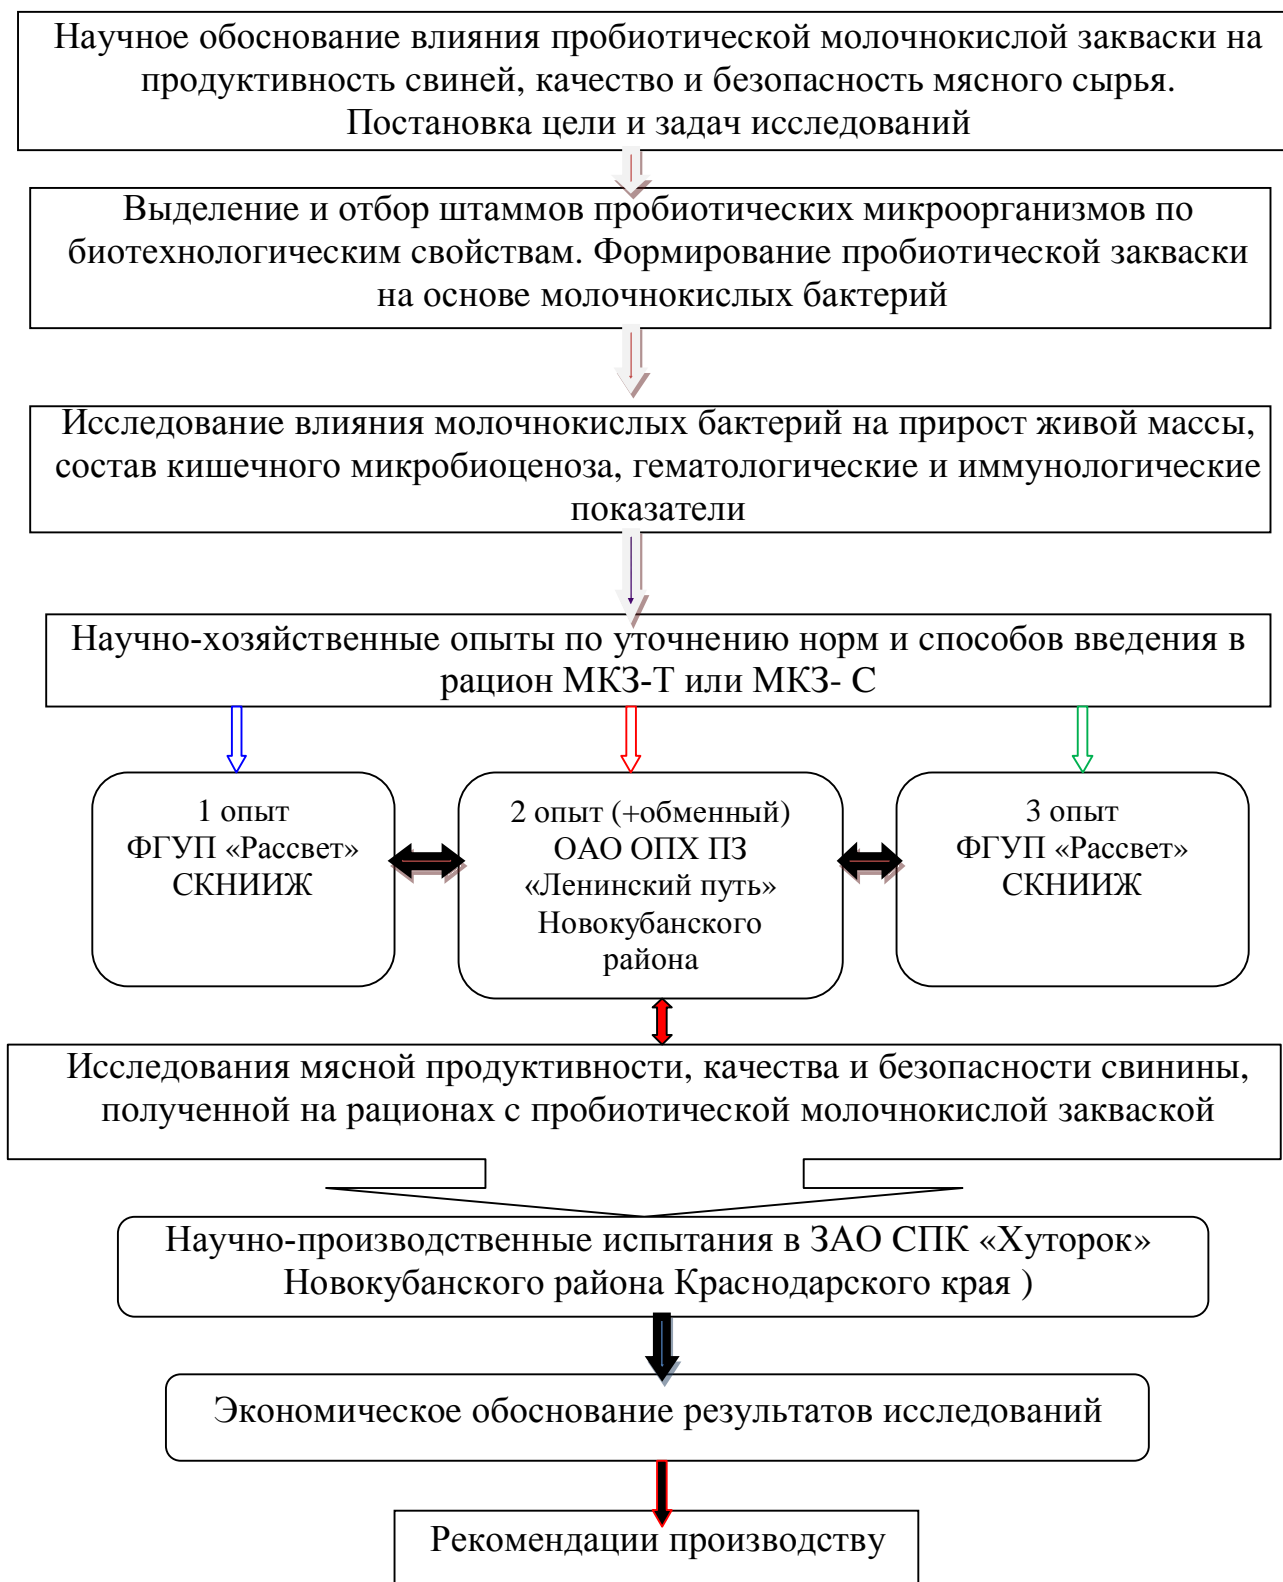 Научное обоснование влияния пробиотической молочнокислой закваски на
продуктивность свиней, качество и безопасность мясного сырья.
Постановка цели и задач исследований
Выделение и отбор штаммов пробиотических микроорганизмов по
биотехнологическим свойствам. Формирование пробиотической закваски
на основе молочнокислых бактерий
Исследование влияния молочнокислых бактерий на прирост живой массы,
состав кишечного микробиоценоза, гематологические и иммунологические
показатели
Научно-хозяйственные опыты по уточнению норм и способов введения в
рацион МКЗ-Т или МКЗ- С
1 опыт
ФГУП «Рассвет»
СКНИИЖ
2 опыт (+обменный)
ОАО ОПХ ПЗ
«Ленинский путь»
Новокубанского
района
3 опыт
ФГУП «Рассвет»
СКНИИЖ
Исследования мясной продуктивности, качества и безопасности свинины,
полученной на рационах с пробиотической молочнокислой закваской
Научно-производственные испытания в ЗАО СПК «Хуторок»
Новокубанского района Краснодарского края )
Экономическое обоснование результатов исследований
Рекомендации производству